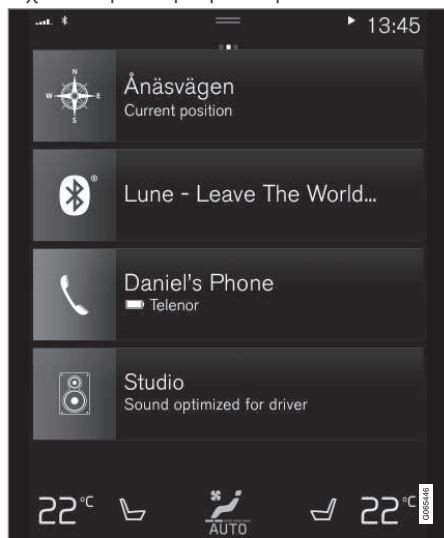 13:45
N
W E
S
Ånäsvägen
Current position
®
Lune - Leave The World...
Daniel's Phone
Telenor
Studio
Sound optimized for driver
22°C AUTO 22°C
G065446